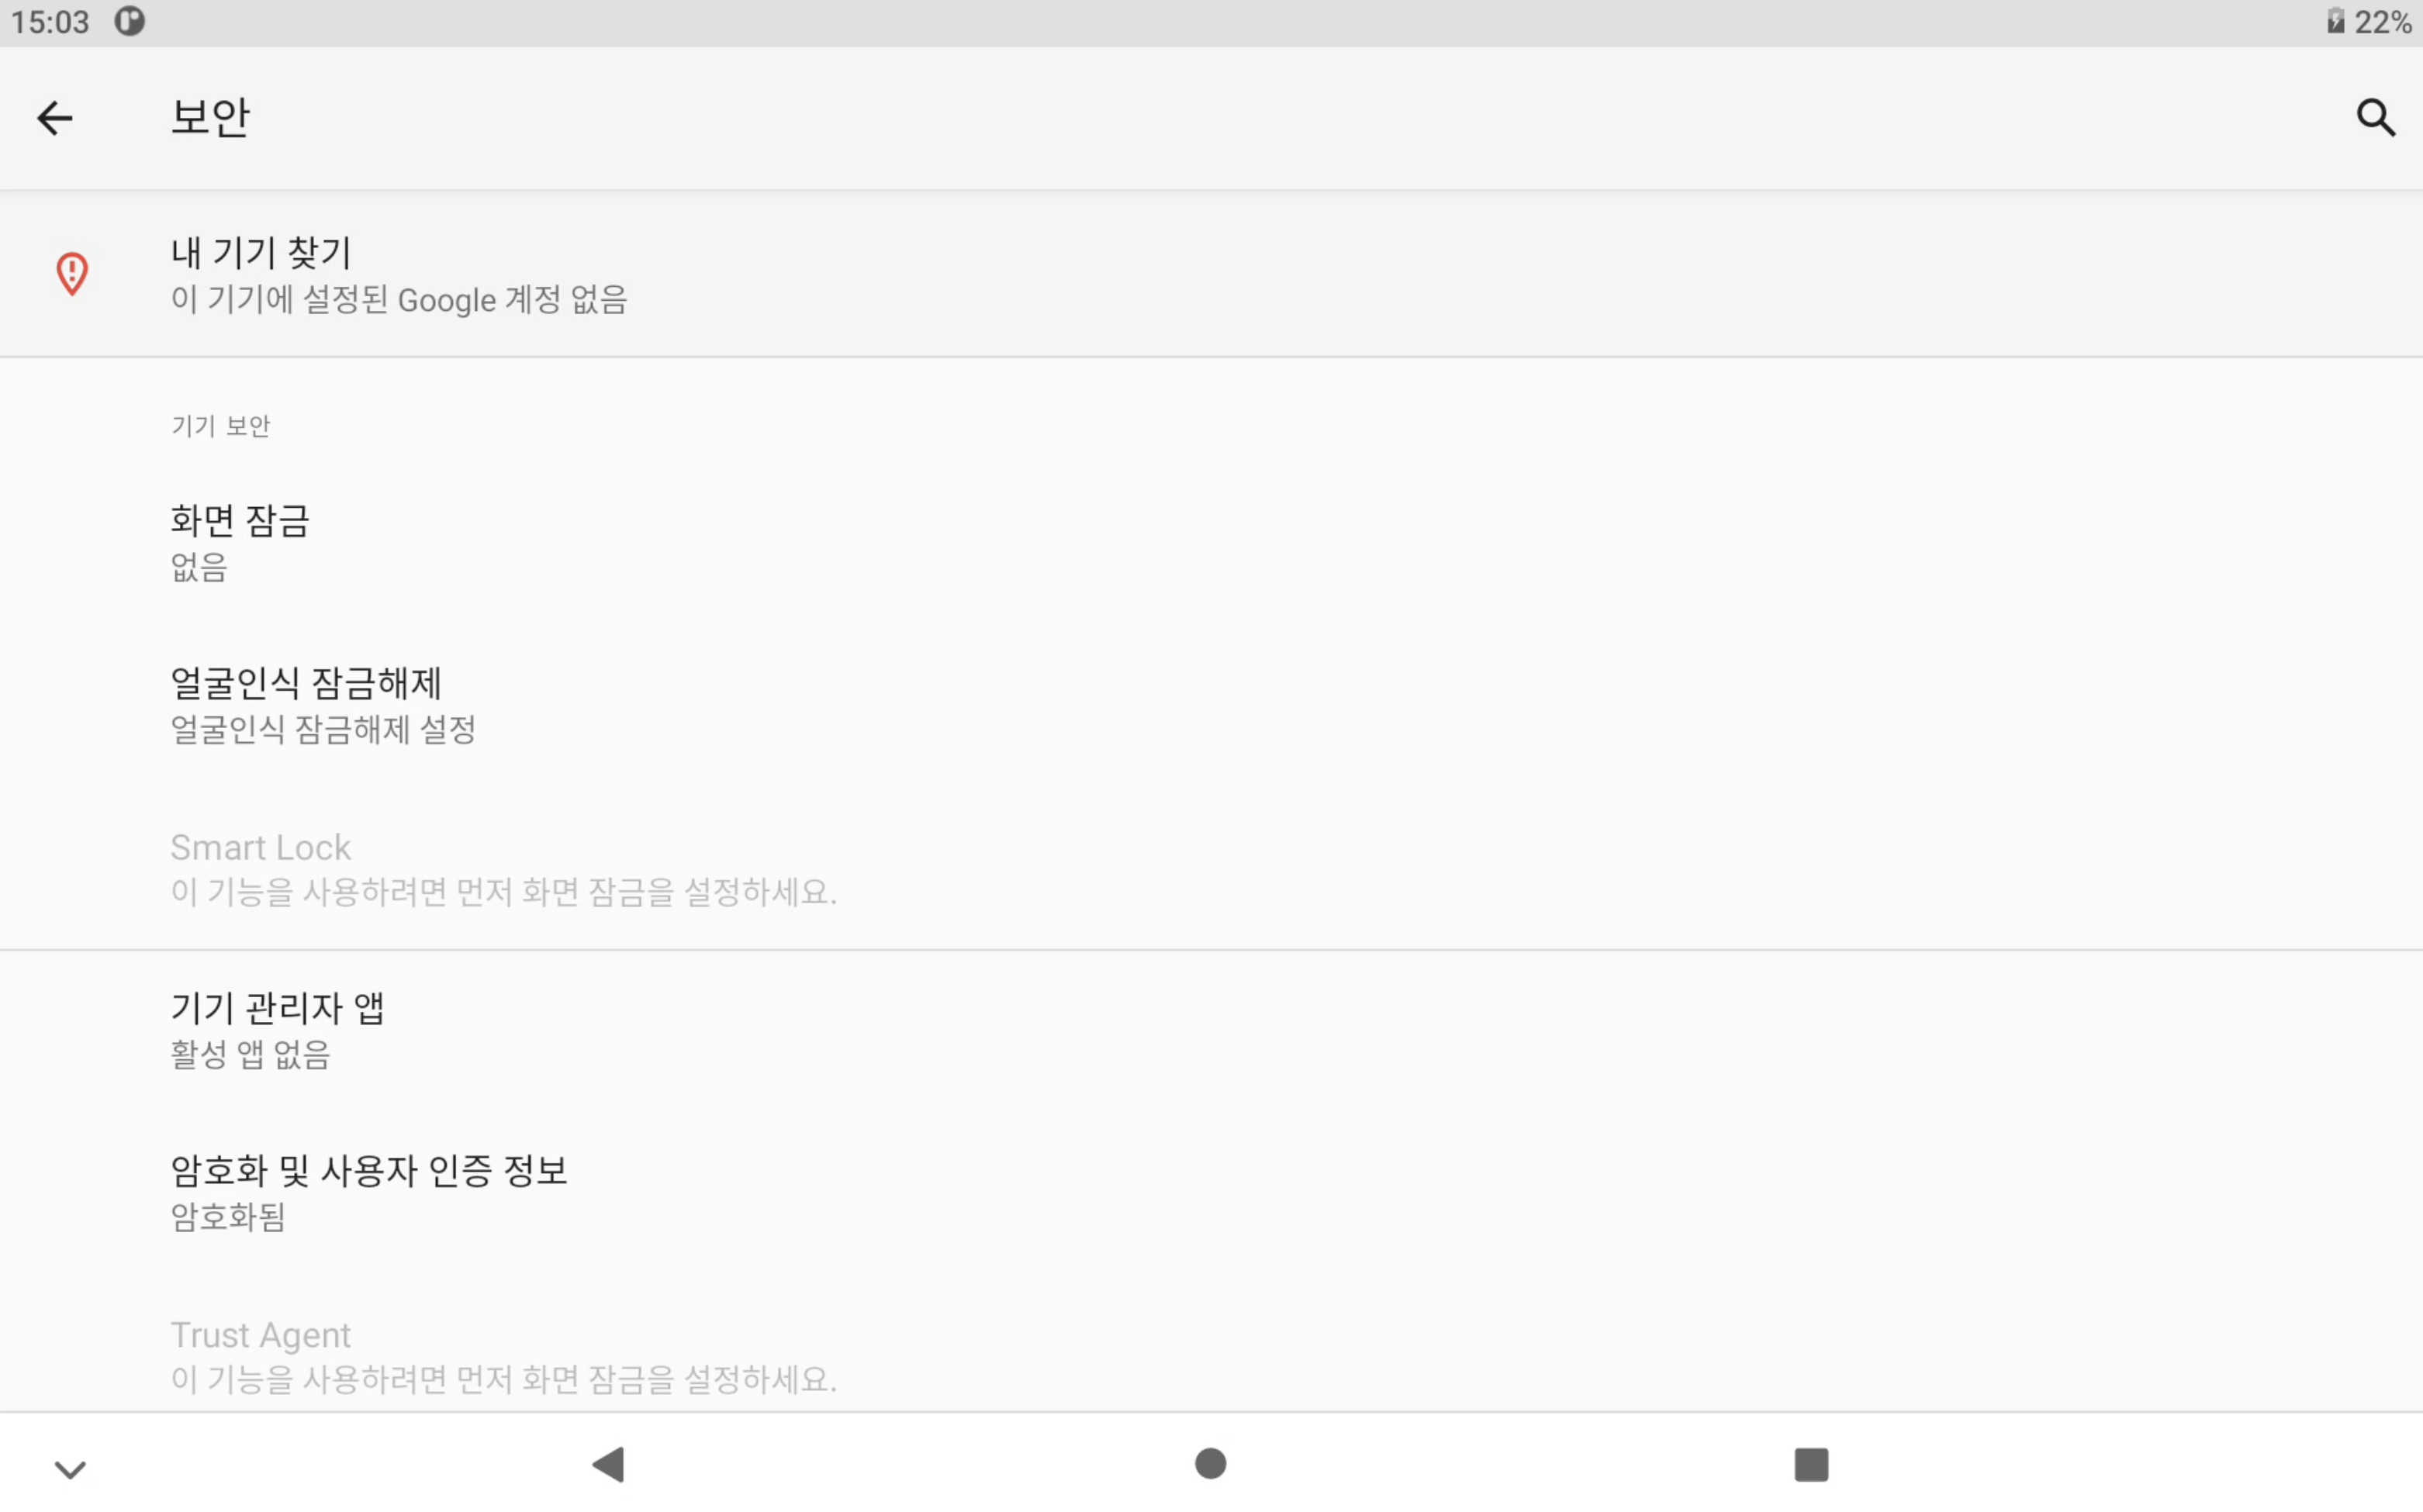 15:03
22%
보안
내 기기 찾기
이 기기에 설정된 Google 계정 없음
기기 보안
화면 잠금
없음
얼굴인식 잠금해제
얼굴인식 잠금해제 설정
Smart Lock
이 기능을 사용하려면 먼저 화면 잠금을 설정하세요.
기기 관리자 앱
활성 앱 없음
암호화 및 사용자 인증 정보
암호화됨
Trust Agent
이 기능을 사용하려면 먼저 화면 잠금을 설정하세요.